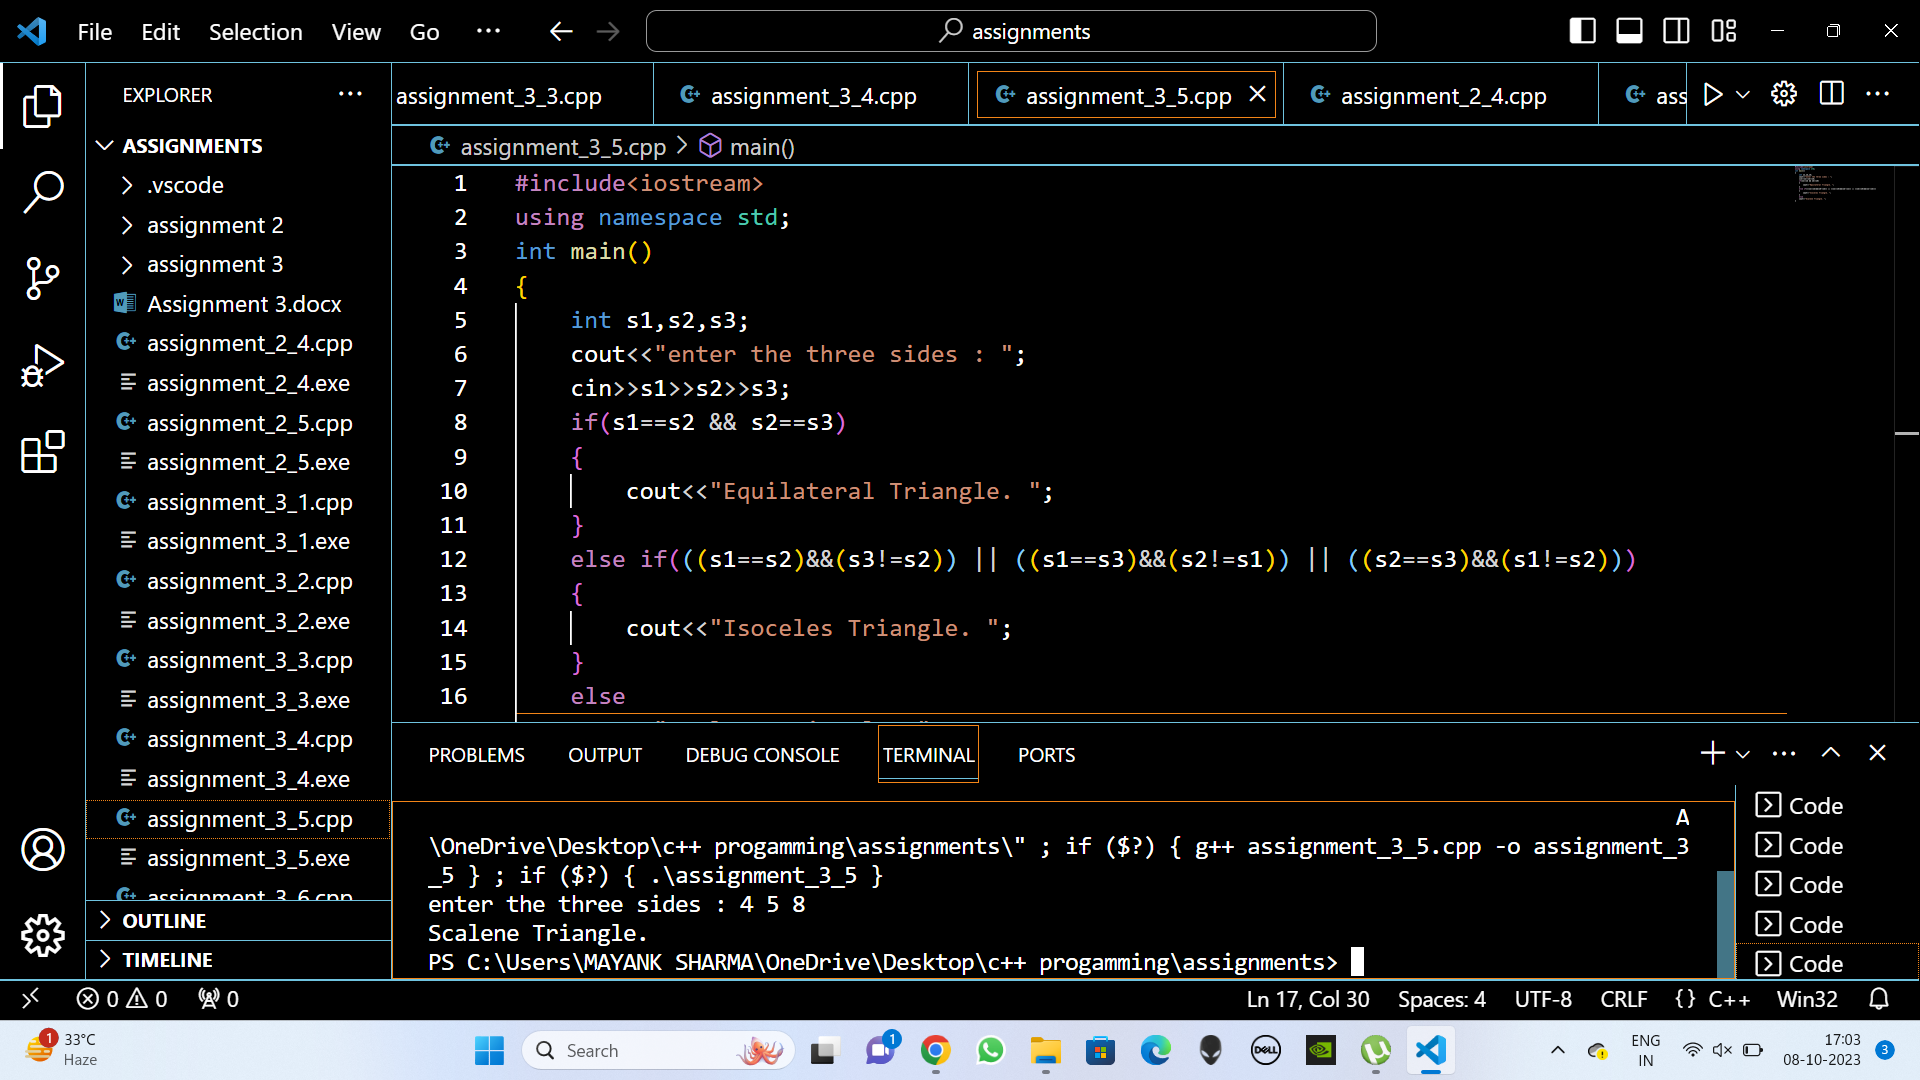 File Edit Selection View Go ··· assignments
EXPLORER
ASSIGNMENTS
.vscode
assignment 2
assignment 3
Assignment 3.docx
assignment_2_4.cpp
assignment_2_4.exe
assignment_2_5.cpp
assignment_2_5.exe
assignment_3_1.cpp
assignment_3_1.exe
assignment_3_2.cpp
assignment_3_2.exe
assignment_3_3.cpp
assignment_3_3.exe
assignment_3_4.cpp
assignment_3_4.exe
assignment_3_5.cpp
assignment_3_5.exe
assignment_3_6.cpp
OUTLINE
TIMELINE
assignment_3_3.cpp assignment_3_4.cpp assignment_3_5.cpp assignment_2_4.cpp ass
assignment_3_5.cpp > main()
1 #include<iostream>
2 using namespace std;
3 int main()
4 {
5 int s1,s2,s3;
6 cout<<"enter the three sides : ";
7 cin>>s1>>s2>>s3;
8 if(s1==s2 && s2==s3)
9 {
10 cout<<"Equilateral Triangle. ";
11 }
12 else if(((s1==s2)&&(s3!=s2)) || ((s1==s3)&&(s2!=s1)) || ((s2==s3)&&(s1!=s2)))
13 {
14 cout<<"Isoceles Triangle. ";
15 }
16 else
PROBLEMS OUTPUT DEBUG CONSOLE TERMINAL PORTS
A
\OneDrive\Desktop\c++ progamming\assignments\" ; if ($?) { g++ assignment_3_5.cpp -o assignment_3
_5 } ; if ($?) { .\assignment_3_5 }
enter the three sides : 4 5 8
Scalene Triangle.
PS C:\Users\MAYANK SHARMA\OneDrive\Desktop\c++ progamming\assignments>
Code
Code
Code
Code
Code
0 0 0 Ln 17, Col 30 Spaces: 4 UTF-8 CRLF {} C++ Win32
1 33°C
Haze
Search
1
DELL
ENG
IN
17:03
08-10-2023
3